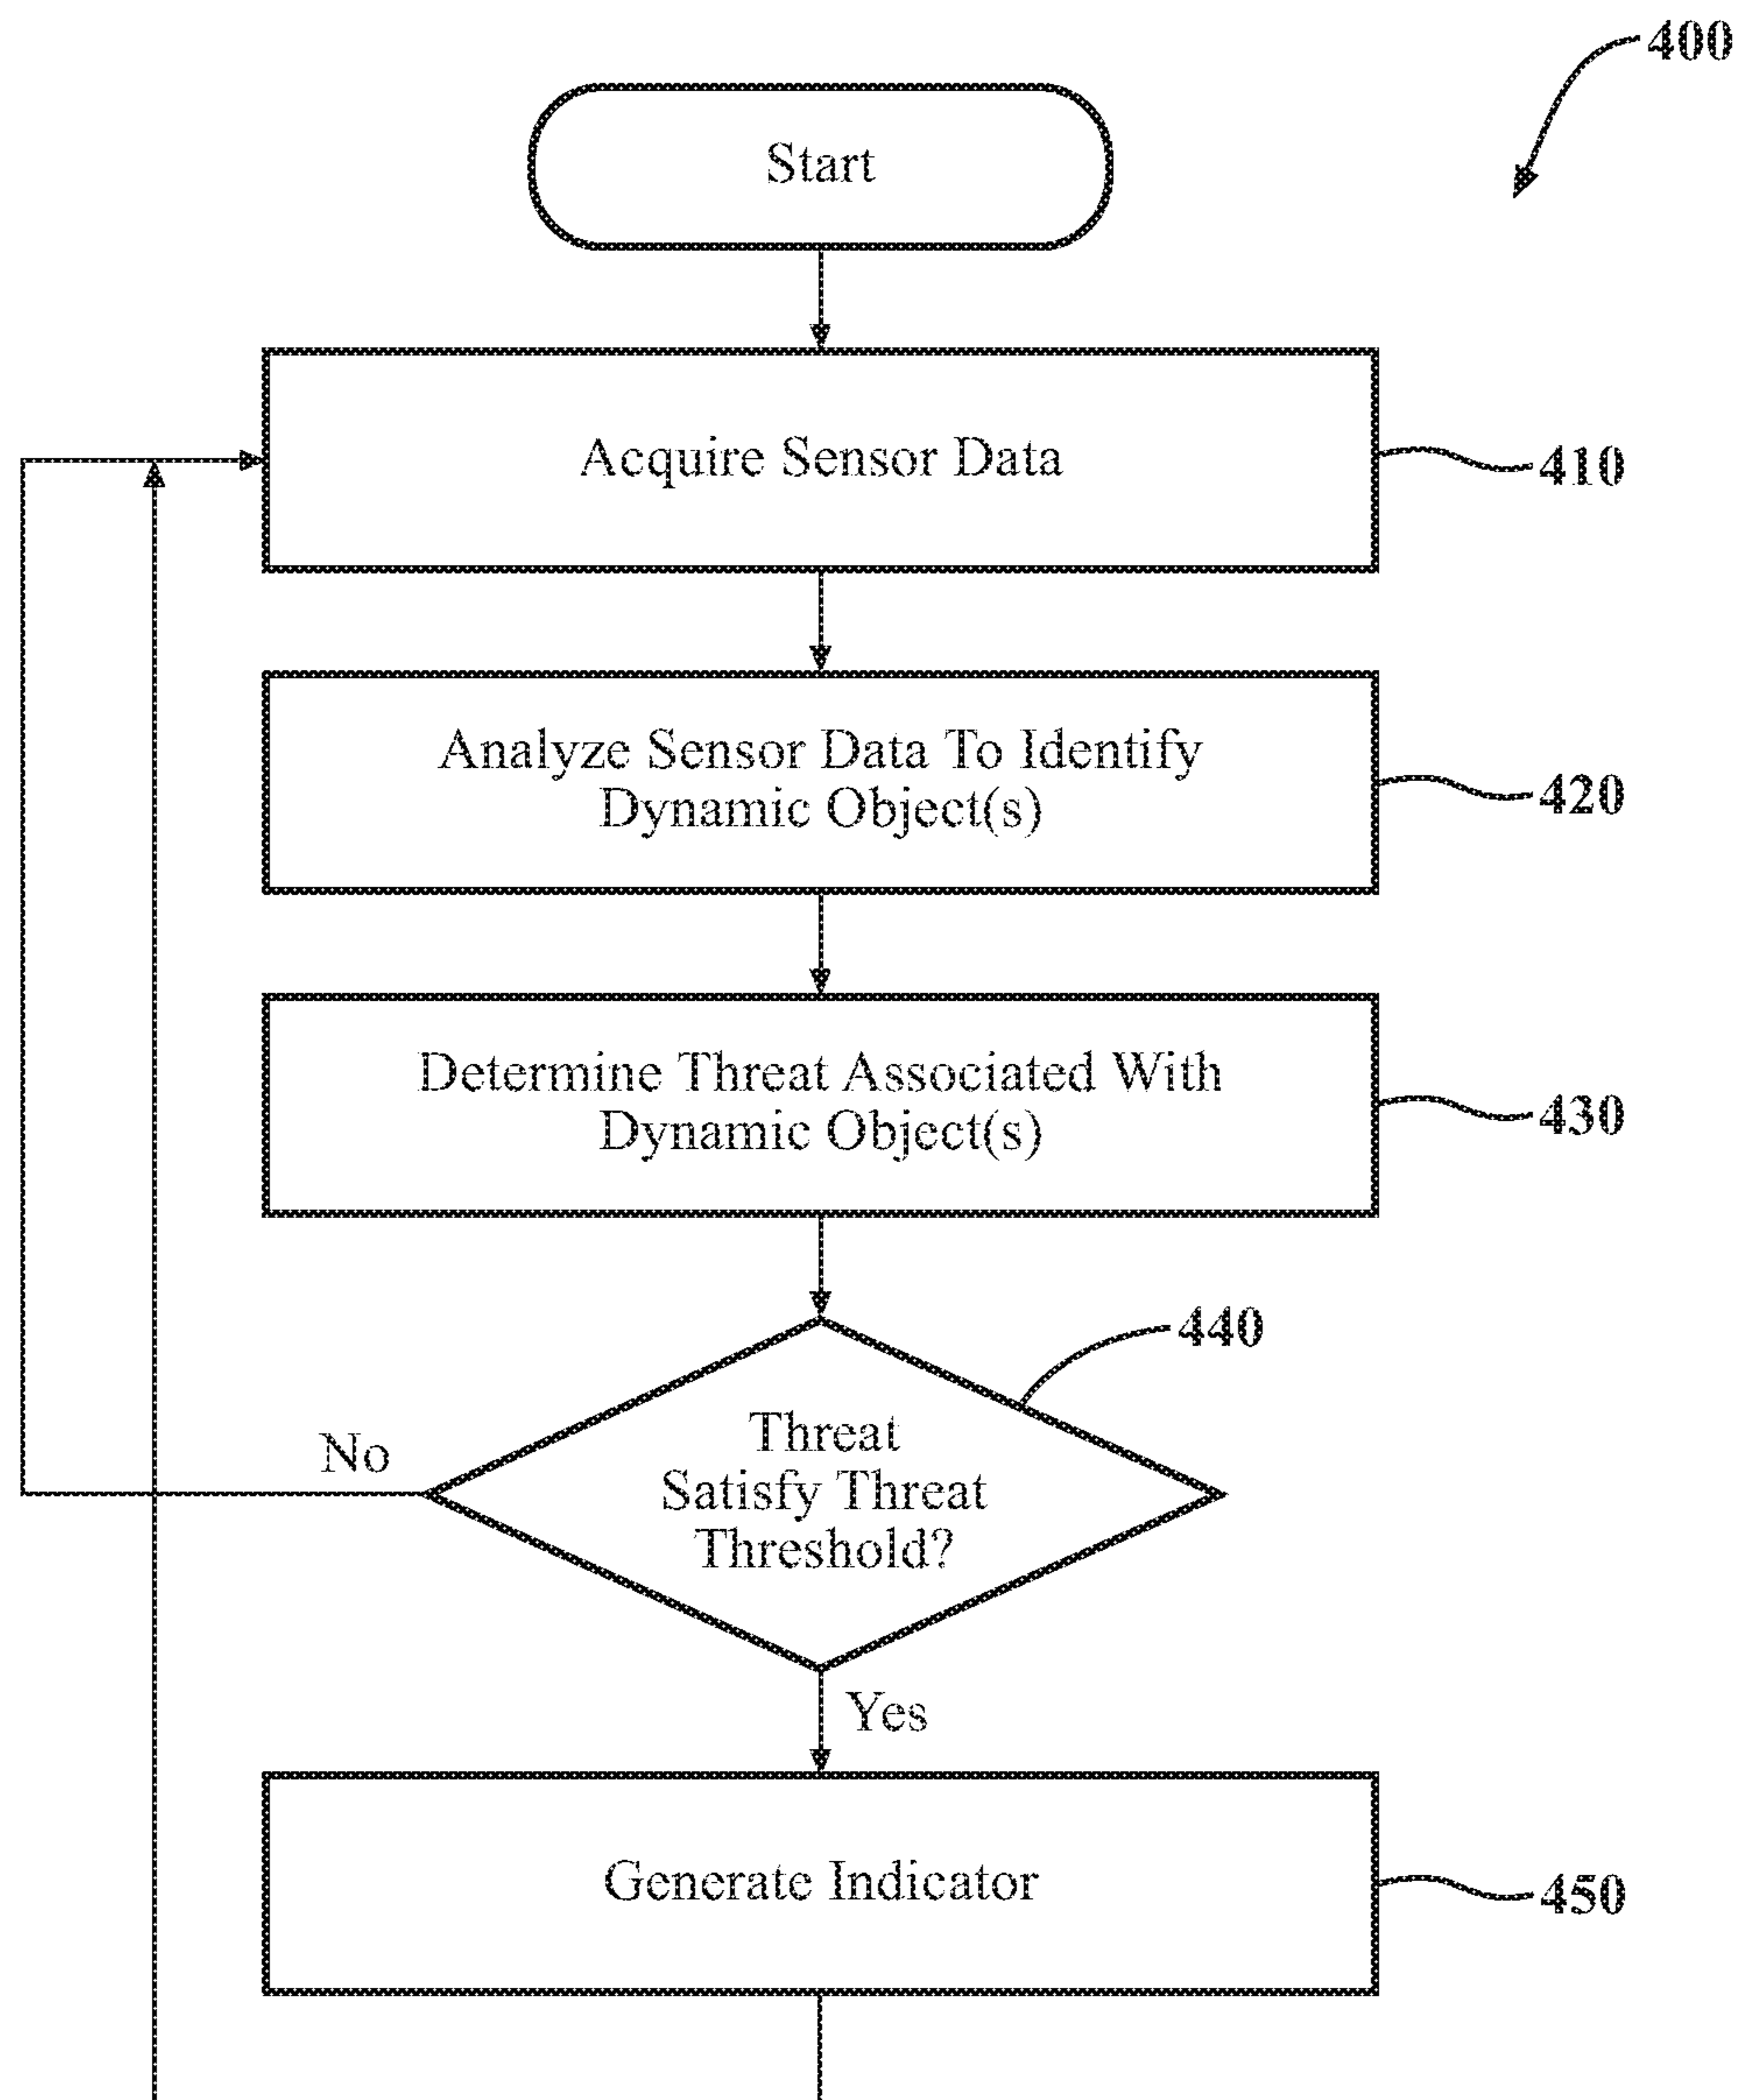 400
Start
Acquire Sensor Data
410
Analyze Sensor Data To Identify
Dynamic Object(s)
420
Determine Threat Associated With
Dynamic Object(s)
430
440
Threat
Satisfy Threat
Threshold?
No
Yes
Generate Indicator
450